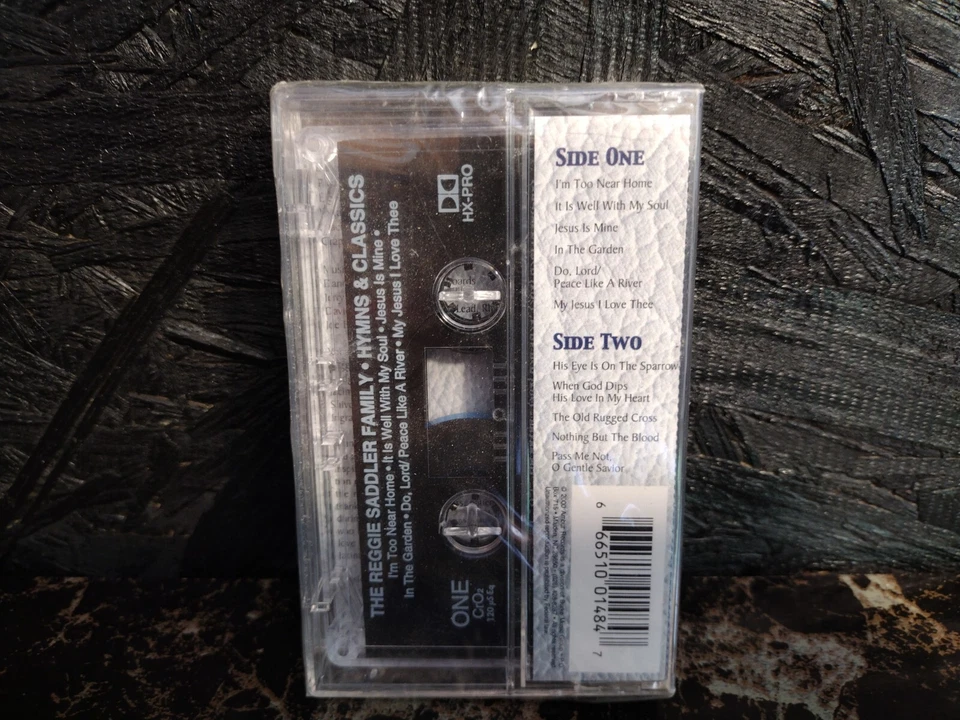 THE REGGIE SADDLER FAMILY • HYMNS & CLASSICS
I'm Too Near Home • It Is Well With My Soul • Jesus Is Mine •
In The Garden • Do, Lord/ Peace Like A River • My Jesus I Love Thee
HX-PRO
ONE
CrO2
120 µS Eq
SIDE ONE
I'm Too Near Home
It Is Well With My Soul
Jesus Is Mine
In The Garden
Do, Lord/
Peace Like A River
My Jesus I Love Thee
SIDE TWO
His Eye Is On The Sparrow
When God Dips
His Love In My Heart
The Old Rugged Cross
Nothing But The Blood
Pass Me Not,
O Gentle Savior
6 66510 01484 7